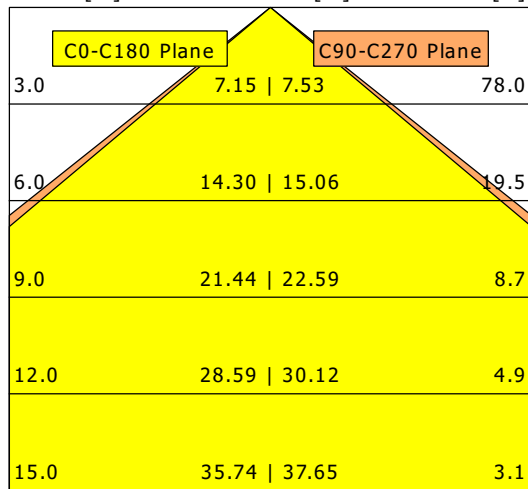 C0-C180 Plane C90-C270 Plane
3.0 7.15 | 7.53 78.0
6.0 14.30 | 15.06 19.5
9.0 21.44 | 22.59 8.7
12.0 28.59 | 30.12 4.9
15.0 35.74 | 37.65 3.1